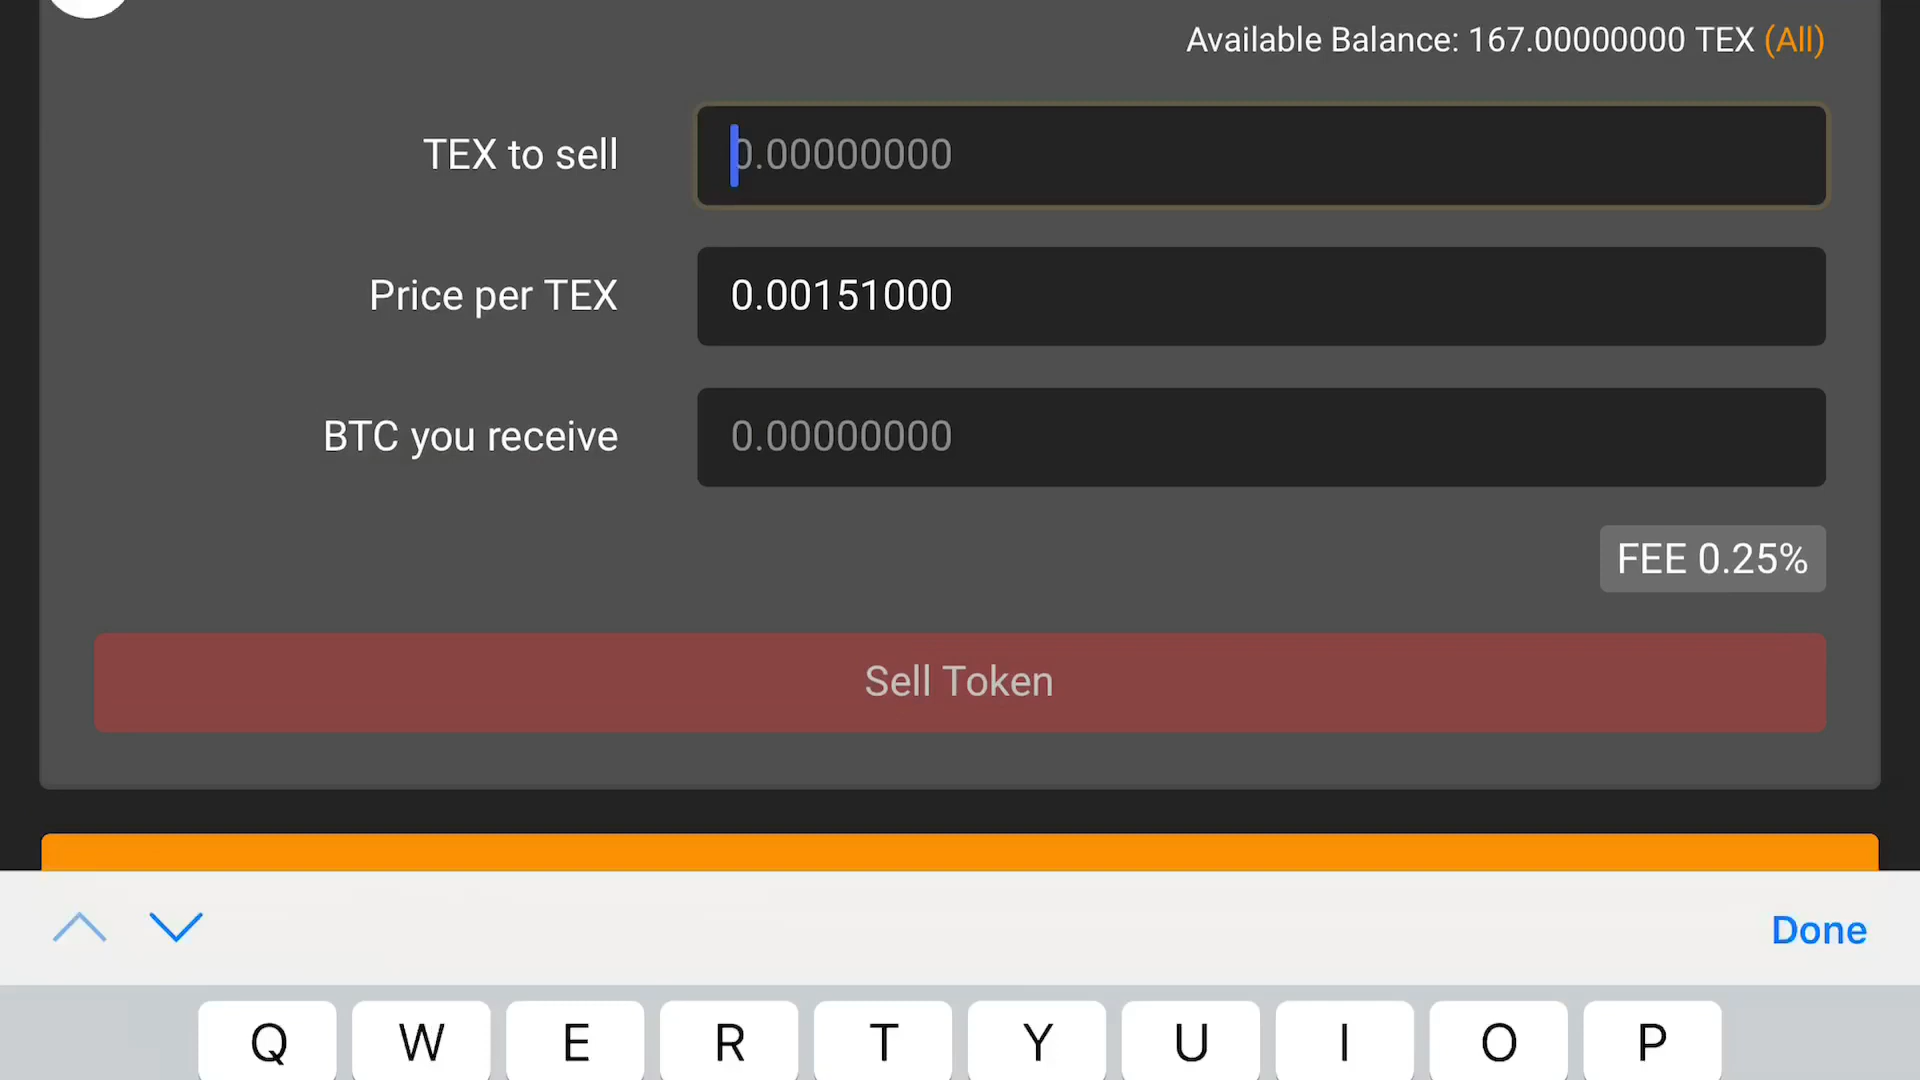 Available Balance: 167.00000000 TEX (All)
TEX to sell 0.00000000
Price per TEX 0.00151000
BTC you receive 0.00000000
FEE 0.25%
Sell Token
Done
Q W E R T Y U I O P